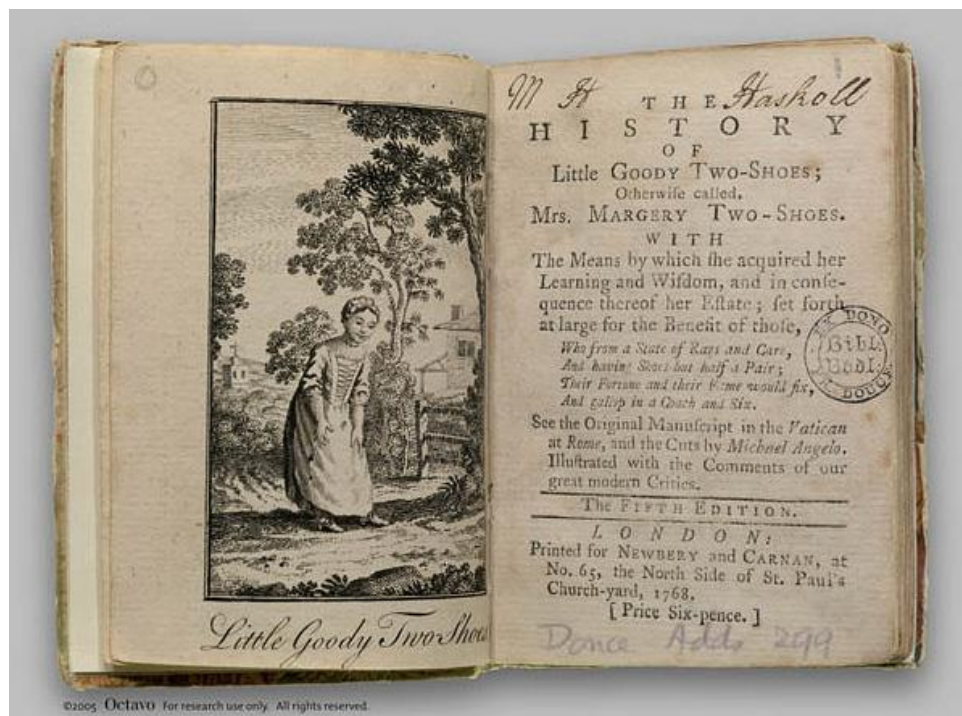 Little Goody Two Shoes
M H Haskoll
THE
HISTORY
OF
Little GOODY TWO-SHOES;
Otherwiſe called,
Mrs. MARGERY TWO-SHOES.
WITH
The Means by which ſhe acquired her
Learning and Wiſdom, and in conſe-
quence thereof her Eſtate; ſet forth
at large for the Benefit of thoſe,
Who from a State of Rags and Care,
And having Shoes but half a Pair;
Their Fortune and their Fame would fix,
And gallop in a Coach and Six.
See the Original Manuſcript in the Vatican
at Rome, and the Cuts by Michael Angelo.
Illuſtrated with the Comments of our
great modern Critics.
The FIFTH EDITION.
LONDON:
Printed for NEWBERY and CARNAN, at
No. 65, the North Side of St. Paul's
Church-yard, 1768.
[ Price Six-pence. ]
EX DONO
Bibl.
Bodl.
DOUCE
Douce Adds 299
©2005 Octavo For research use only. All rights reserved.